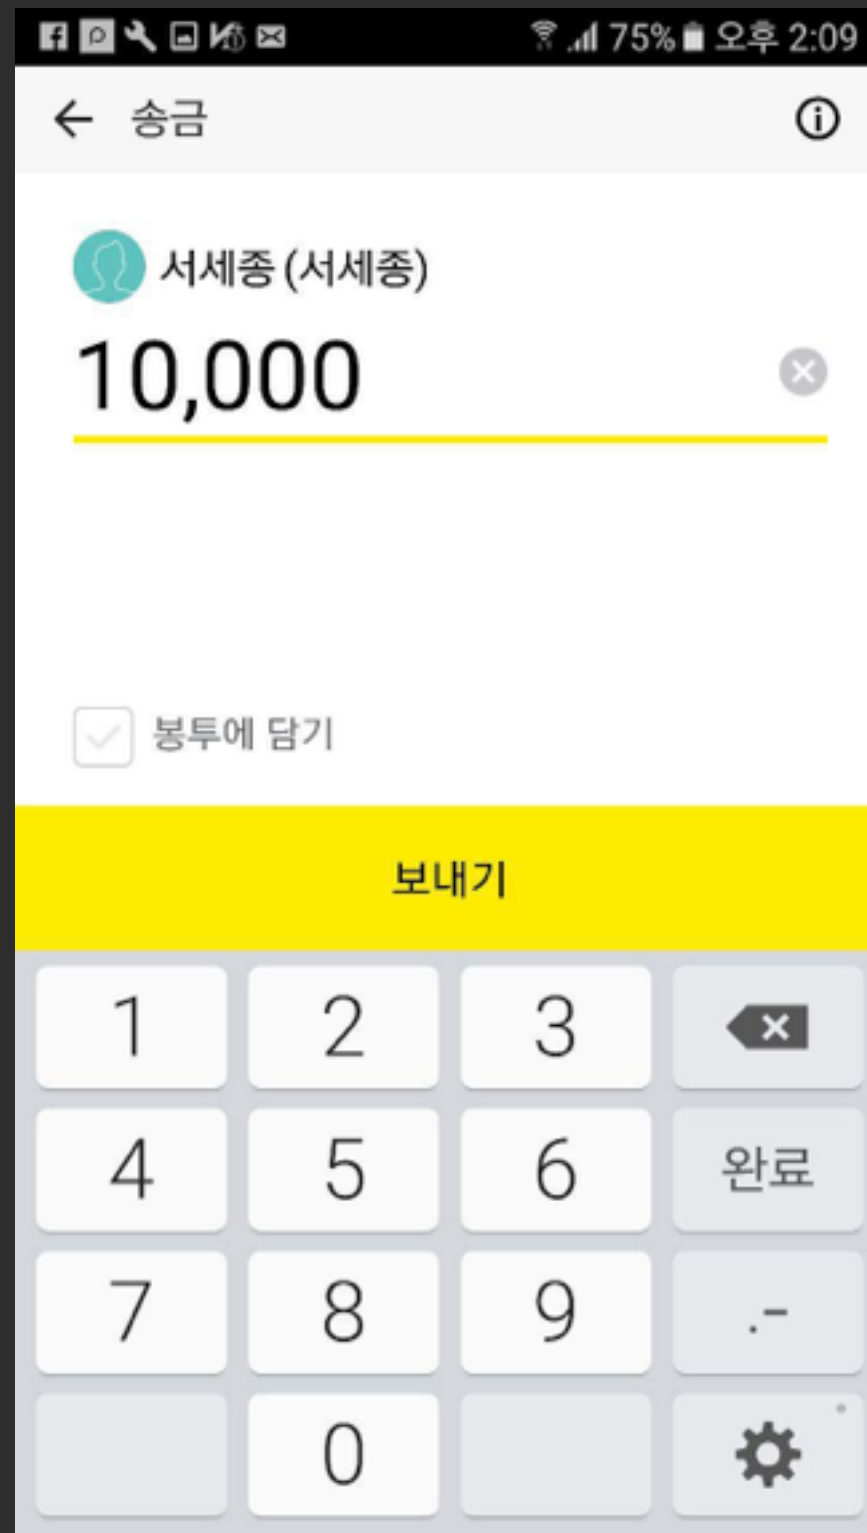 75% 오후 2:09
송금
서세종 (서세종)
10,000
봉투에 담기
보내기
1 2 3
4 5 6 완료
7 8 9 .-
0